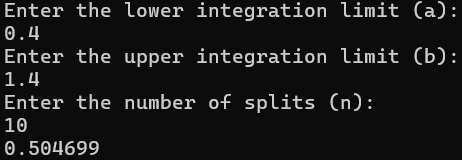 Enter the lower integration limit (a):
0.4
Enter the upper integration limit (b):
1.4
Enter the number of splits (n):
10
0.504699